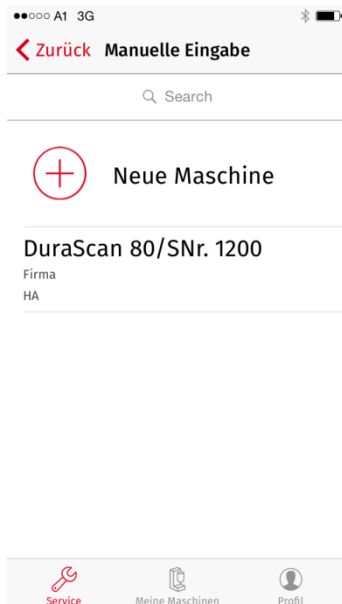 A1 3G
Zurück Manuelle Eingabe
Search
Neue Maschine
DuraScan 80/SNr. 1200
Firma
HA
Service Meine Maschinen Profil